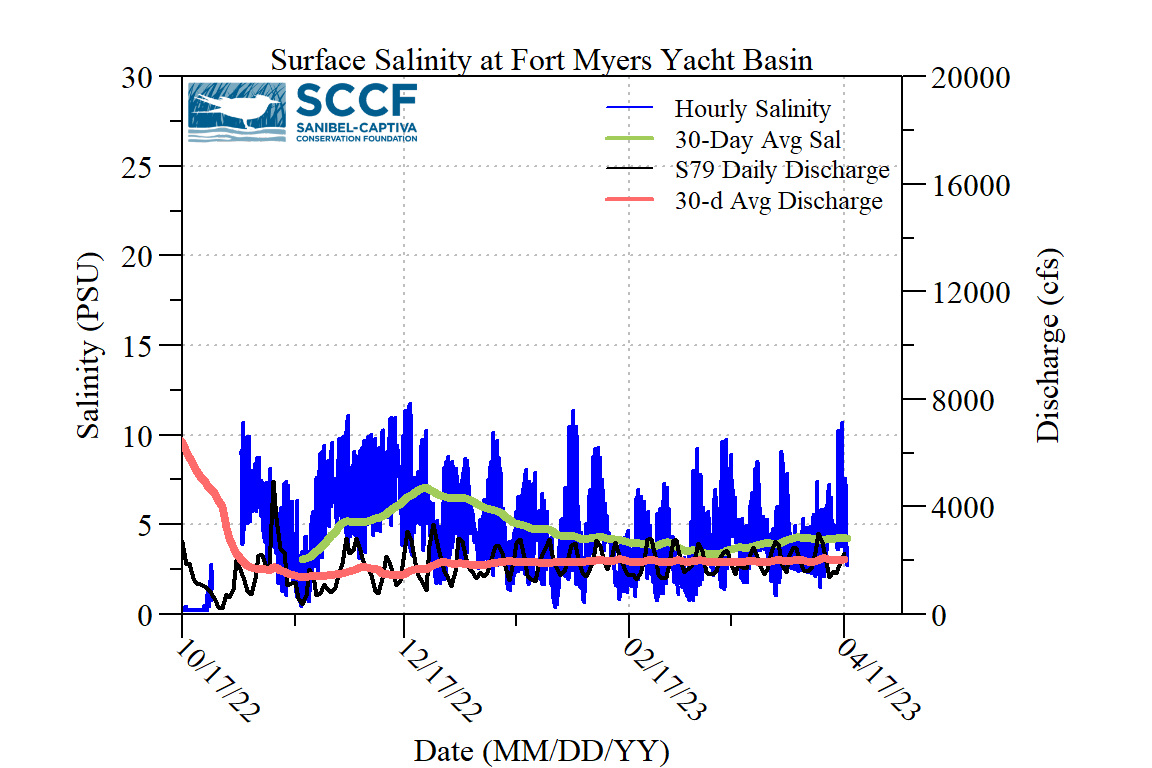 Surface Salinity at Fort Myers Yacht Basin
SCCF
SANIBEL-CAPTIVA
CONSERVATION FOUNDATION
Hourly Salinity
30-Day Avg Sal
S79 Daily Discharge
30-d Avg Discharge
30
25
20
15
10
5
0
Salinity (PSU)
20000
16000
12000
8000
4000
0
Discharge (cfs)
10/17/22
12/17/22
02/17/23
04/17/23
Date (MM/DD/YY)